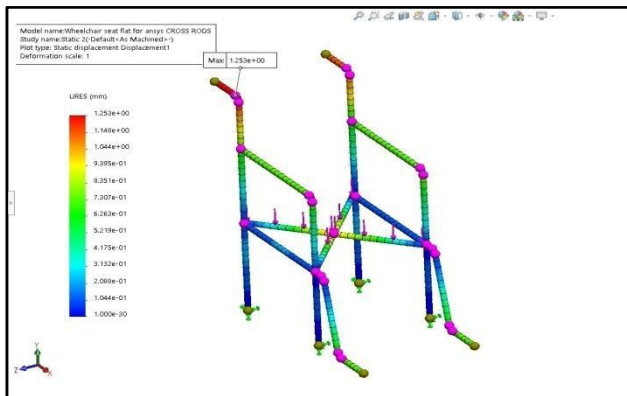 Model name:Wheelchair seat flat for ansys CROSS RODS
Study name:Static 2(-Default<As Machined>-)
Plot type: Static displacement Displacement1
Deformation scale: 1
Max: 1.253e+00
URES (mm)
1.253e+00
1.148e+00
1.044e+00
9.395e-01
8.351e-01
7.307e-01
6.263e-01
5.219e-01
4.175e-01
3.132e-01
2.088e-01
1.044e-01
1.000e-30
Y
Z
X